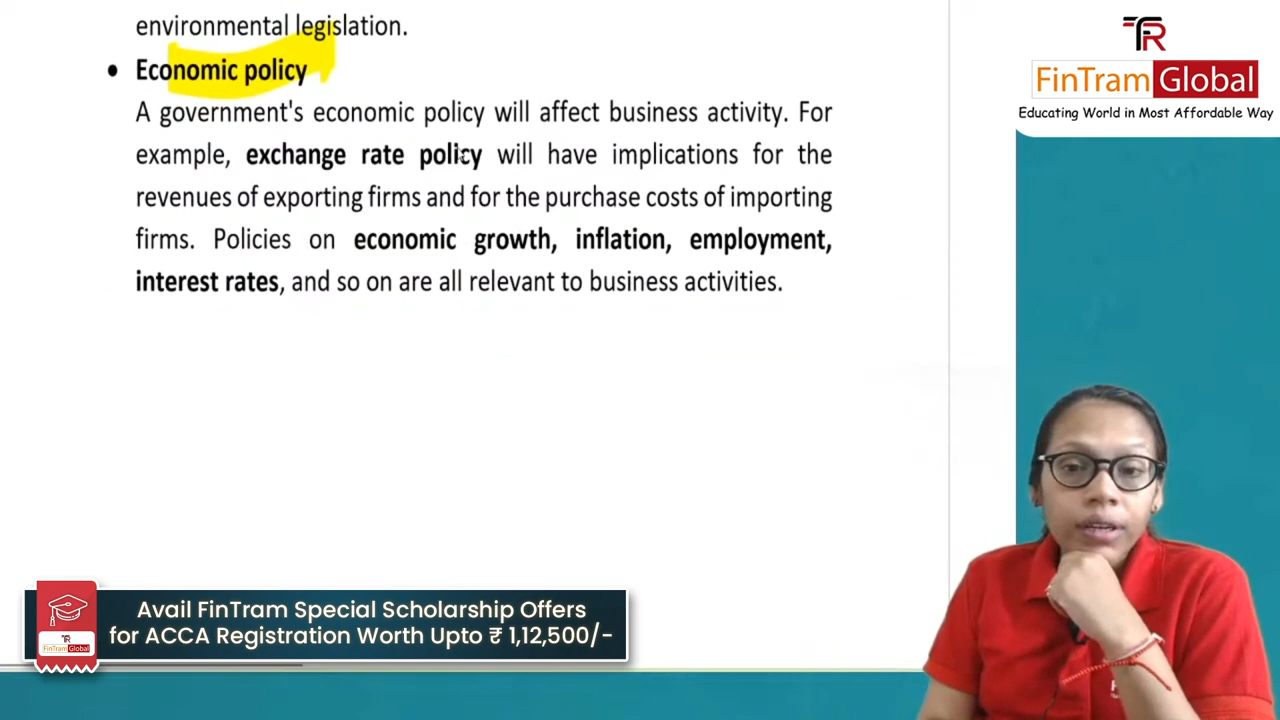 environmental legislation.
• Economic policy
A government's economic policy will affect business activity. For
example, exchange rate policy will have implications for the
revenues of exporting firms and for the purchase costs of importing
firms. Policies on economic growth, inflation, employment,
interest rates, and so on are all relevant to business activities.
TR
FinTram Global
Educating World in Most Affordable Way
Avail FinTram Special Scholarship Offers
for ACCA Registration Worth Upto ₹ 1,12,500/-
TR
FinTram Global